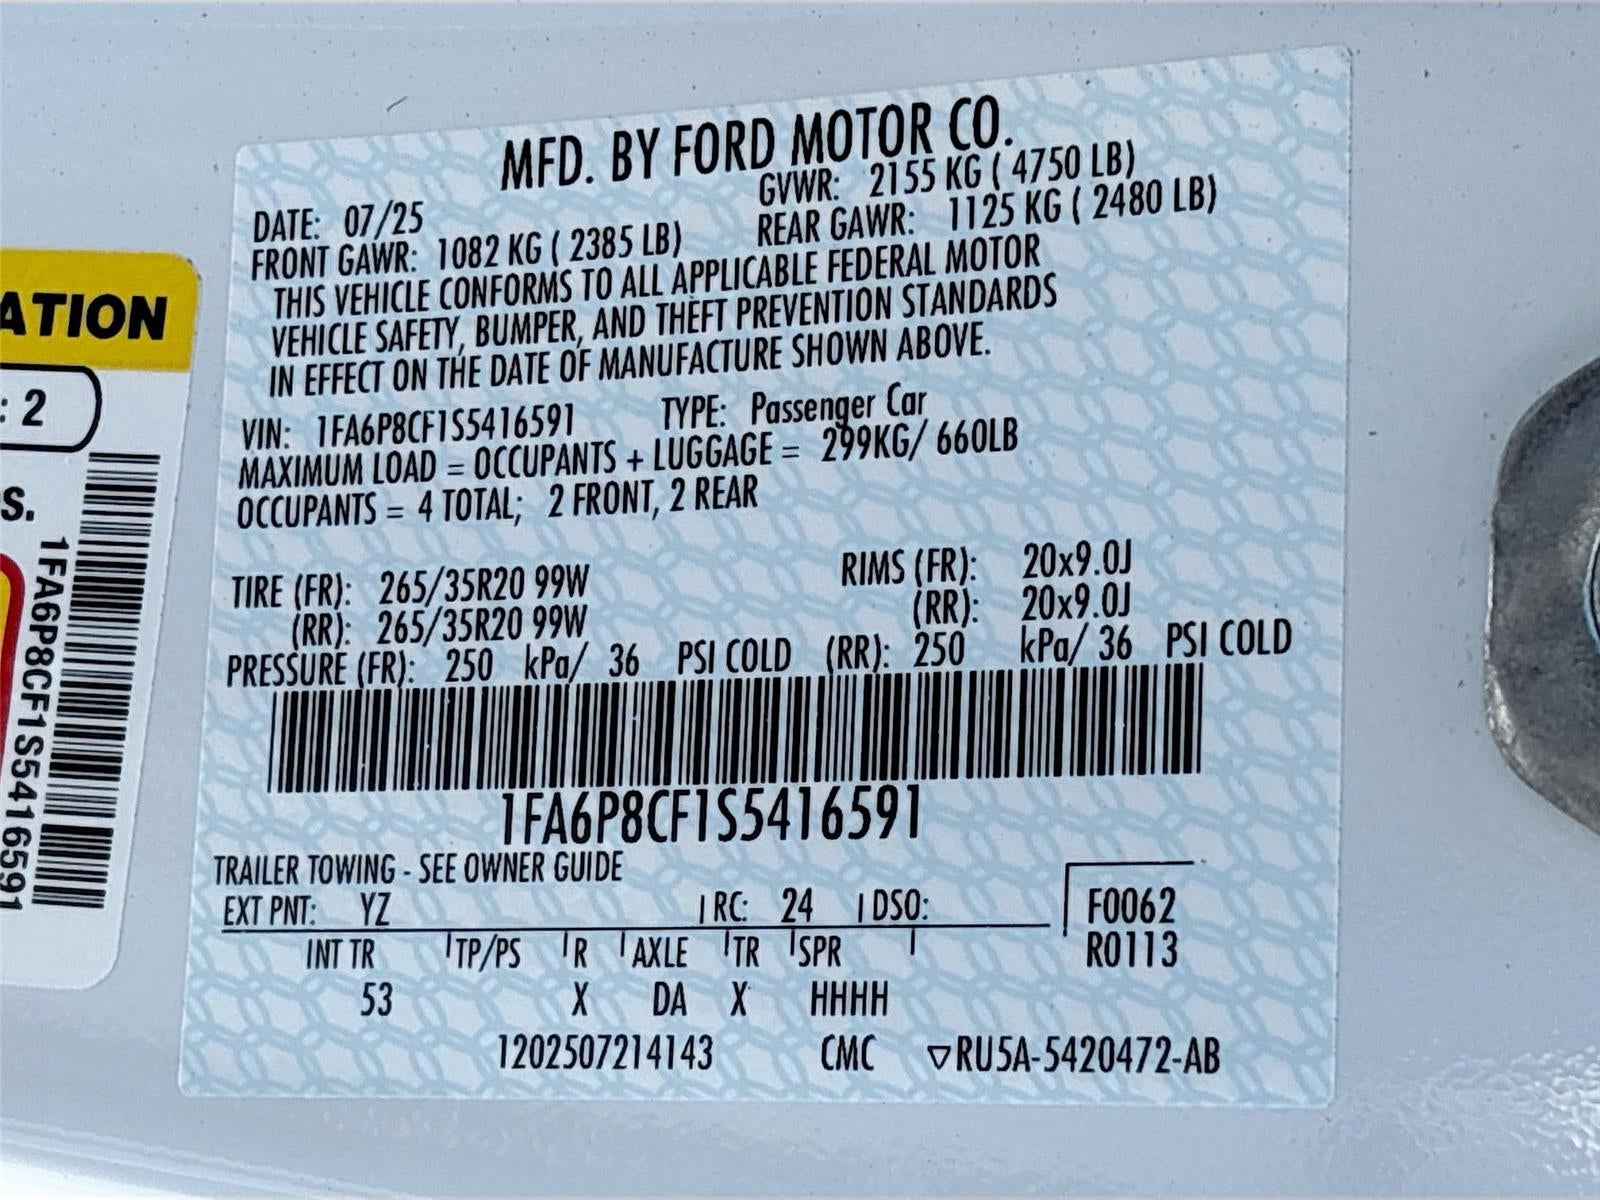 MFD. BY FORD MOTOR CO.
DATE: 07/25 GVWR: 2155 KG ( 4750 LB)
FRONT GAWR: 1082 KG ( 2385 LB) REAR GAWR: 1125 KG ( 2480 LB)
THIS VEHICLE CONFORMS TO ALL APPLICABLE FEDERAL MOTOR
VEHICLE SAFETY, BUMPER, AND THEFT PREVENTION STANDARDS
IN EFFECT ON THE DATE OF MANUFACTURE SHOWN ABOVE.
VIN: 1FA6P8CF1S5416591 TYPE: Passenger Car
MAXIMUM LOAD = OCCUPANTS + LUGGAGE = 299KG/ 660LB
OCCUPANTS = 4 TOTAL; 2 FRONT, 2 REAR
TIRE (FR): 265/35R20 99W RIMS (FR): 20x9.0J
(RR): 265/35R20 99W (RR): 20x9.0J
PRESSURE (FR): 250 kPa/ 36 PSI COLD (RR): 250 kPa/ 36 PSI COLD
1FA6P8CF1S5416591
TRAILER TOWING - SEE OWNER GUIDE
EXT PNT: YZ RC: 24 DSO: F0062
INT TR TP/PS R AXLE TR SPR R0113
53 X DA X HHHH
1202507214143 CMC ▽RU5A-5420472-AB
ATION
: 2
S.
1FA6P8CF1S5416591